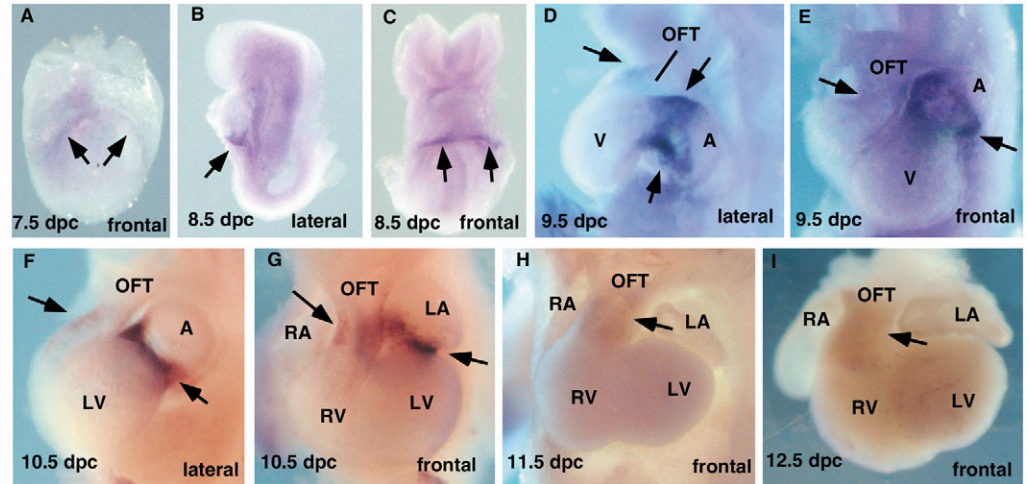 A
7.5 dpc frontal
B
8.5 dpc lateral
C
8.5 dpc frontal
D
OFT
V A
9.5 dpc lateral
E
OFT A
V
9.5 dpc frontal
F
OFT
A
LV
10.5 dpc lateral
G
OFT
RA LA
RV LV
10.5 dpc frontal
H
OFT
RA LA
RV LV
11.5 dpc frontal
I
OFT
RA LA
RV LV
12.5 dpc frontal